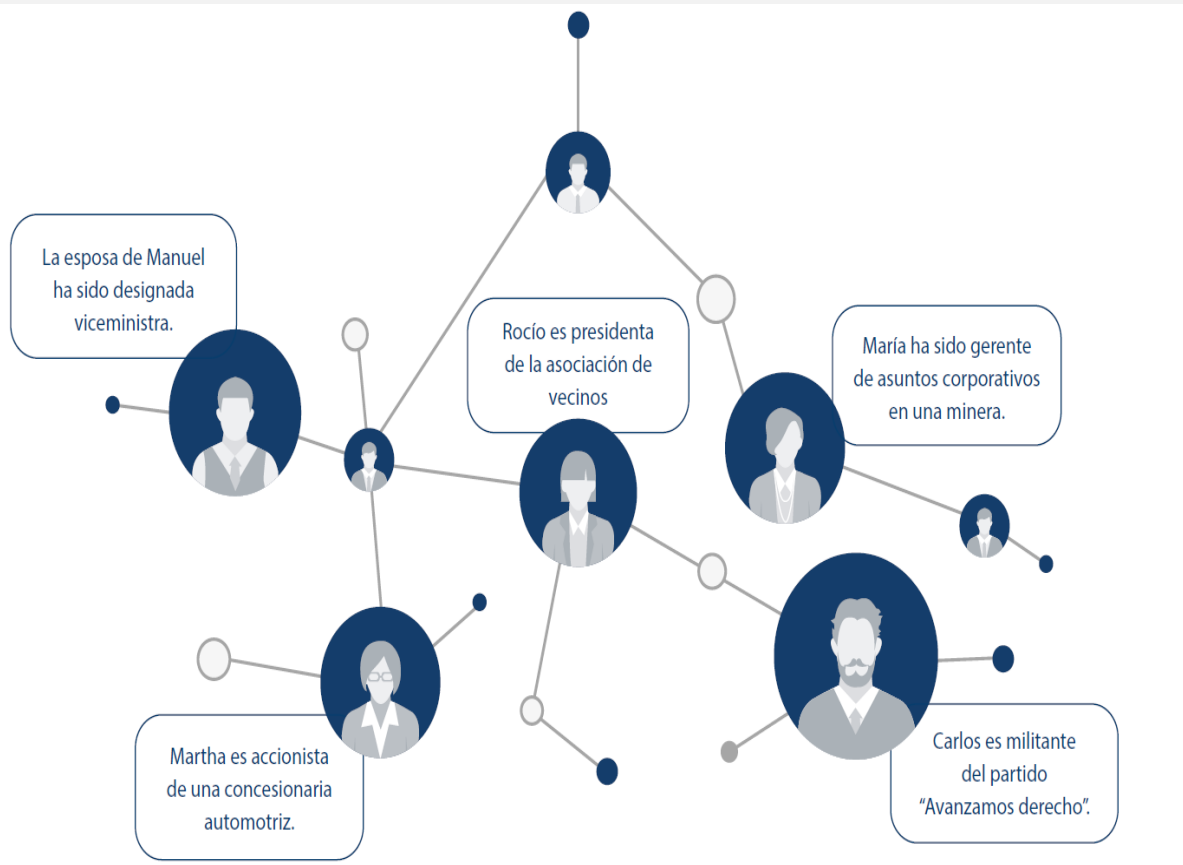 La esposa de Manuel
ha sido designada
viceministra.
Rocío es presidenta
de la asociación de
vecinos
María ha sido gerente
de asuntos corporativos
en una minera.
Martha es accionista
de una concesionaria
automotriz.
Carlos es militante
del partido
“Avanzamos derecho”.